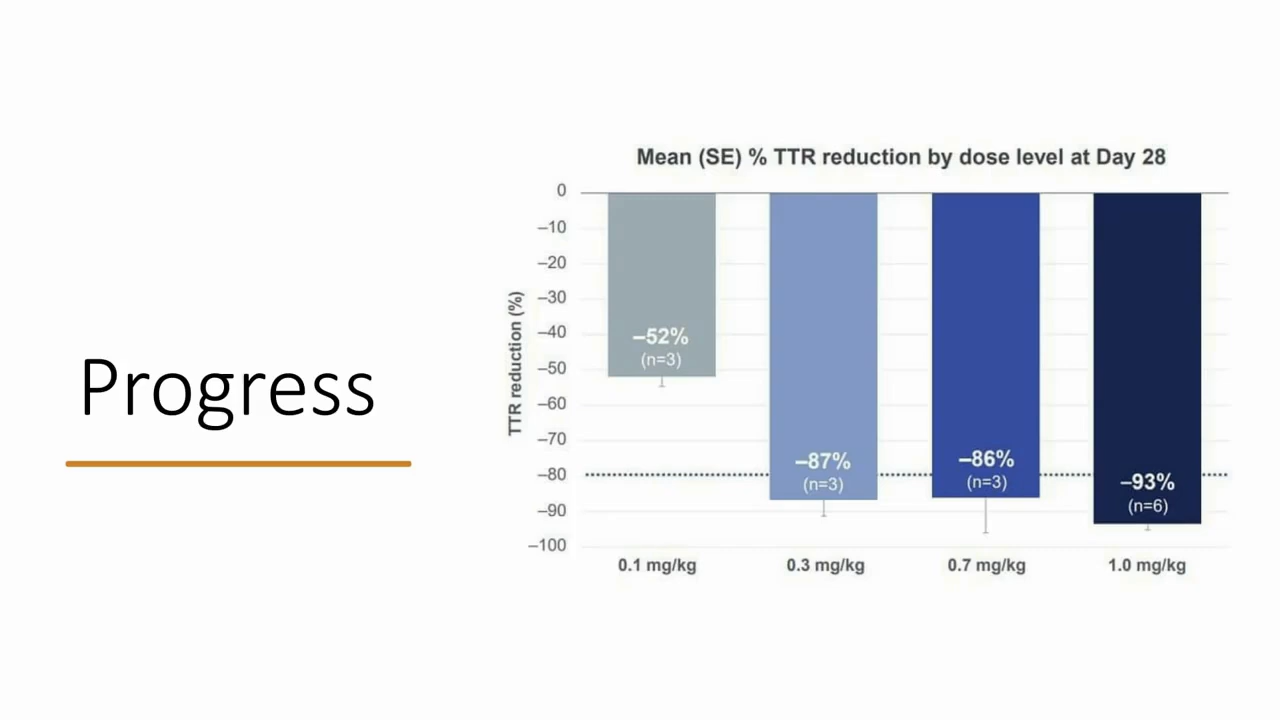 Progress
Mean (SE) % TTR reduction by dose level at Day 28
TTR reduction (%)
0
–10
–20
–30
–40
–50
–60
–70
–80
–90
–100
–52%
(n=3)
–87%
(n=3)
–86%
(n=3)
–93%
(n=6)
0.1 mg/kg
0.3 mg/kg
0.7 mg/kg
1.0 mg/kg